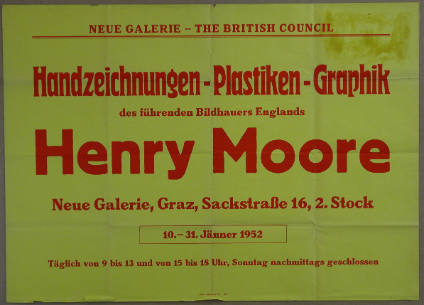 NEUE GALERIE – THE BRITISH COUNCIL
Handzeichnungen - Plastiken - Graphik
des führenden Bildhauers Englands
Henry Moore
Neue Galerie, Graz, Sackstraße 16, 2. Stock
10.– 31. Jänner 1952
Täglich von 9 bis 13 und von 15 bis 18 Uhr, Sonntag nachmittags geschlossen